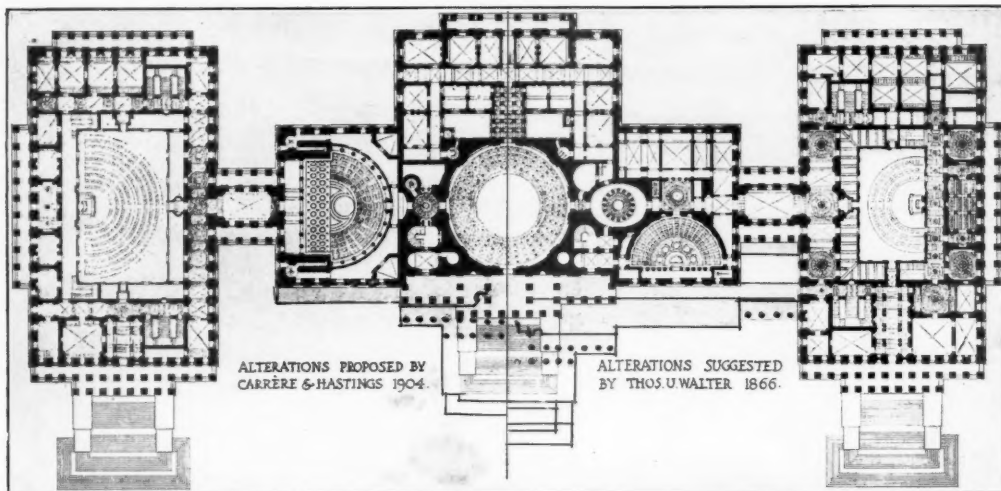 ALTERATIONS PROPOSED BY
CARRÈRE & HASTINGS 1904.
ALTERATIONS SUGGESTED
BY THOS. U. WALTER 1866.